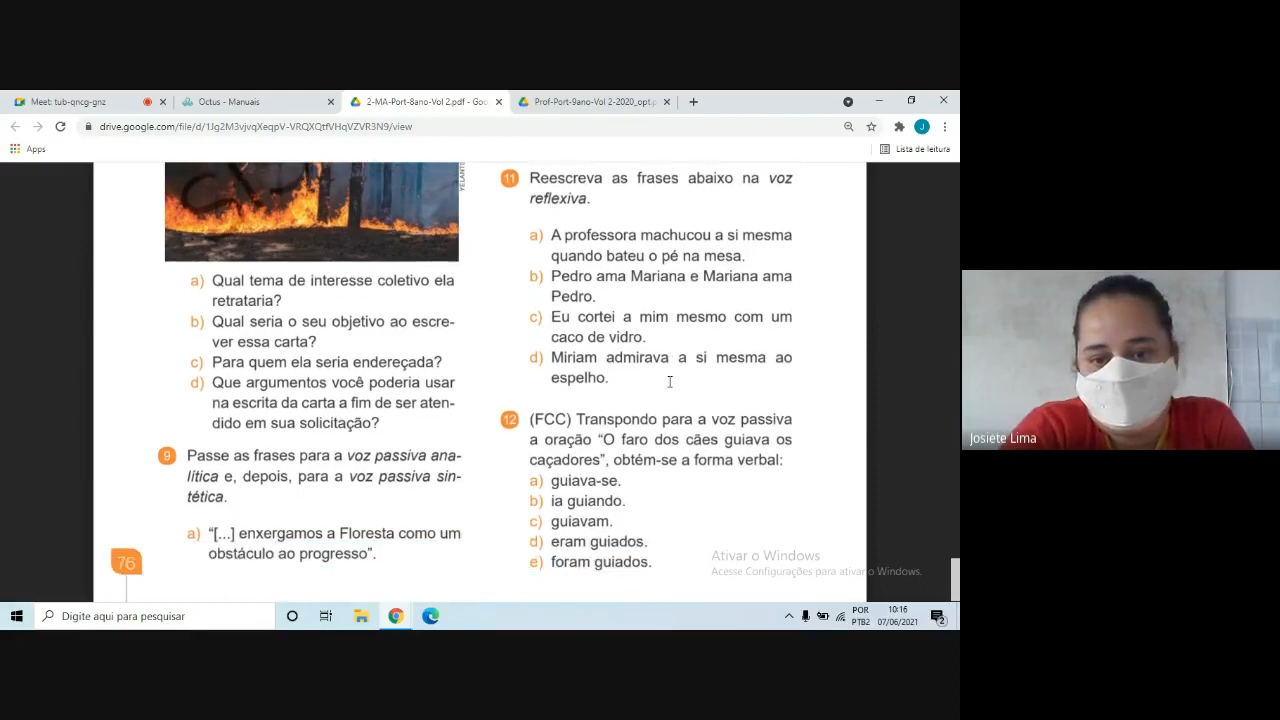 Meet: tub-qncg-gnz
Octus - Manuais
2-MA-Port-8ano-Vol 2.pdf - Goo
Prof-Port-9ano-Vol 2-2020_opt.p
drive.google.com/file/d/1Jg2M3vjvqXeqpV-VRQXQtfVHqVZVR3N9/view
J
Apps
Lista de leitura
a) Qual tema de interesse coletivo ela
retrataria?
b) Qual seria o seu objetivo ao escre-
ver essa carta?
c) Para quem ela seria endereçada?
d) Que argumentos você poderia usar
na escrita da carta a fim de ser aten-
dido em sua solicitação?
9 Passe as frases para a voz passiva ana-
lítica e, depois, para a voz passiva sin-
tética.
a) “[...] enxergamos a Floresta como um
obstáculo ao progresso”.
76
11 Reescreva as frases abaixo na voz
reflexiva.
a) A professora machucou a si mesma
quando bateu o pé na mesa.
b) Pedro ama Mariana e Mariana ama
Pedro.
c) Eu cortei a mim mesmo com um
caco de vidro.
d) Miriam admirava a si mesma ao
espelho.
12 (FCC) Transpondo para a voz passiva
a oração “O faro dos cães guiava os
caçadores”, obtém-se a forma verbal:
a) guiava-se.
b) ia guiando.
c) guiavam.
d) eram guiados.
e) foram guiados.
Ativar o Windows
Acesse Configurações para ativar o Windows.
Josiete Lima
Digite aqui para pesquisar
POR
PTB2
10:16
07/06/2021
2